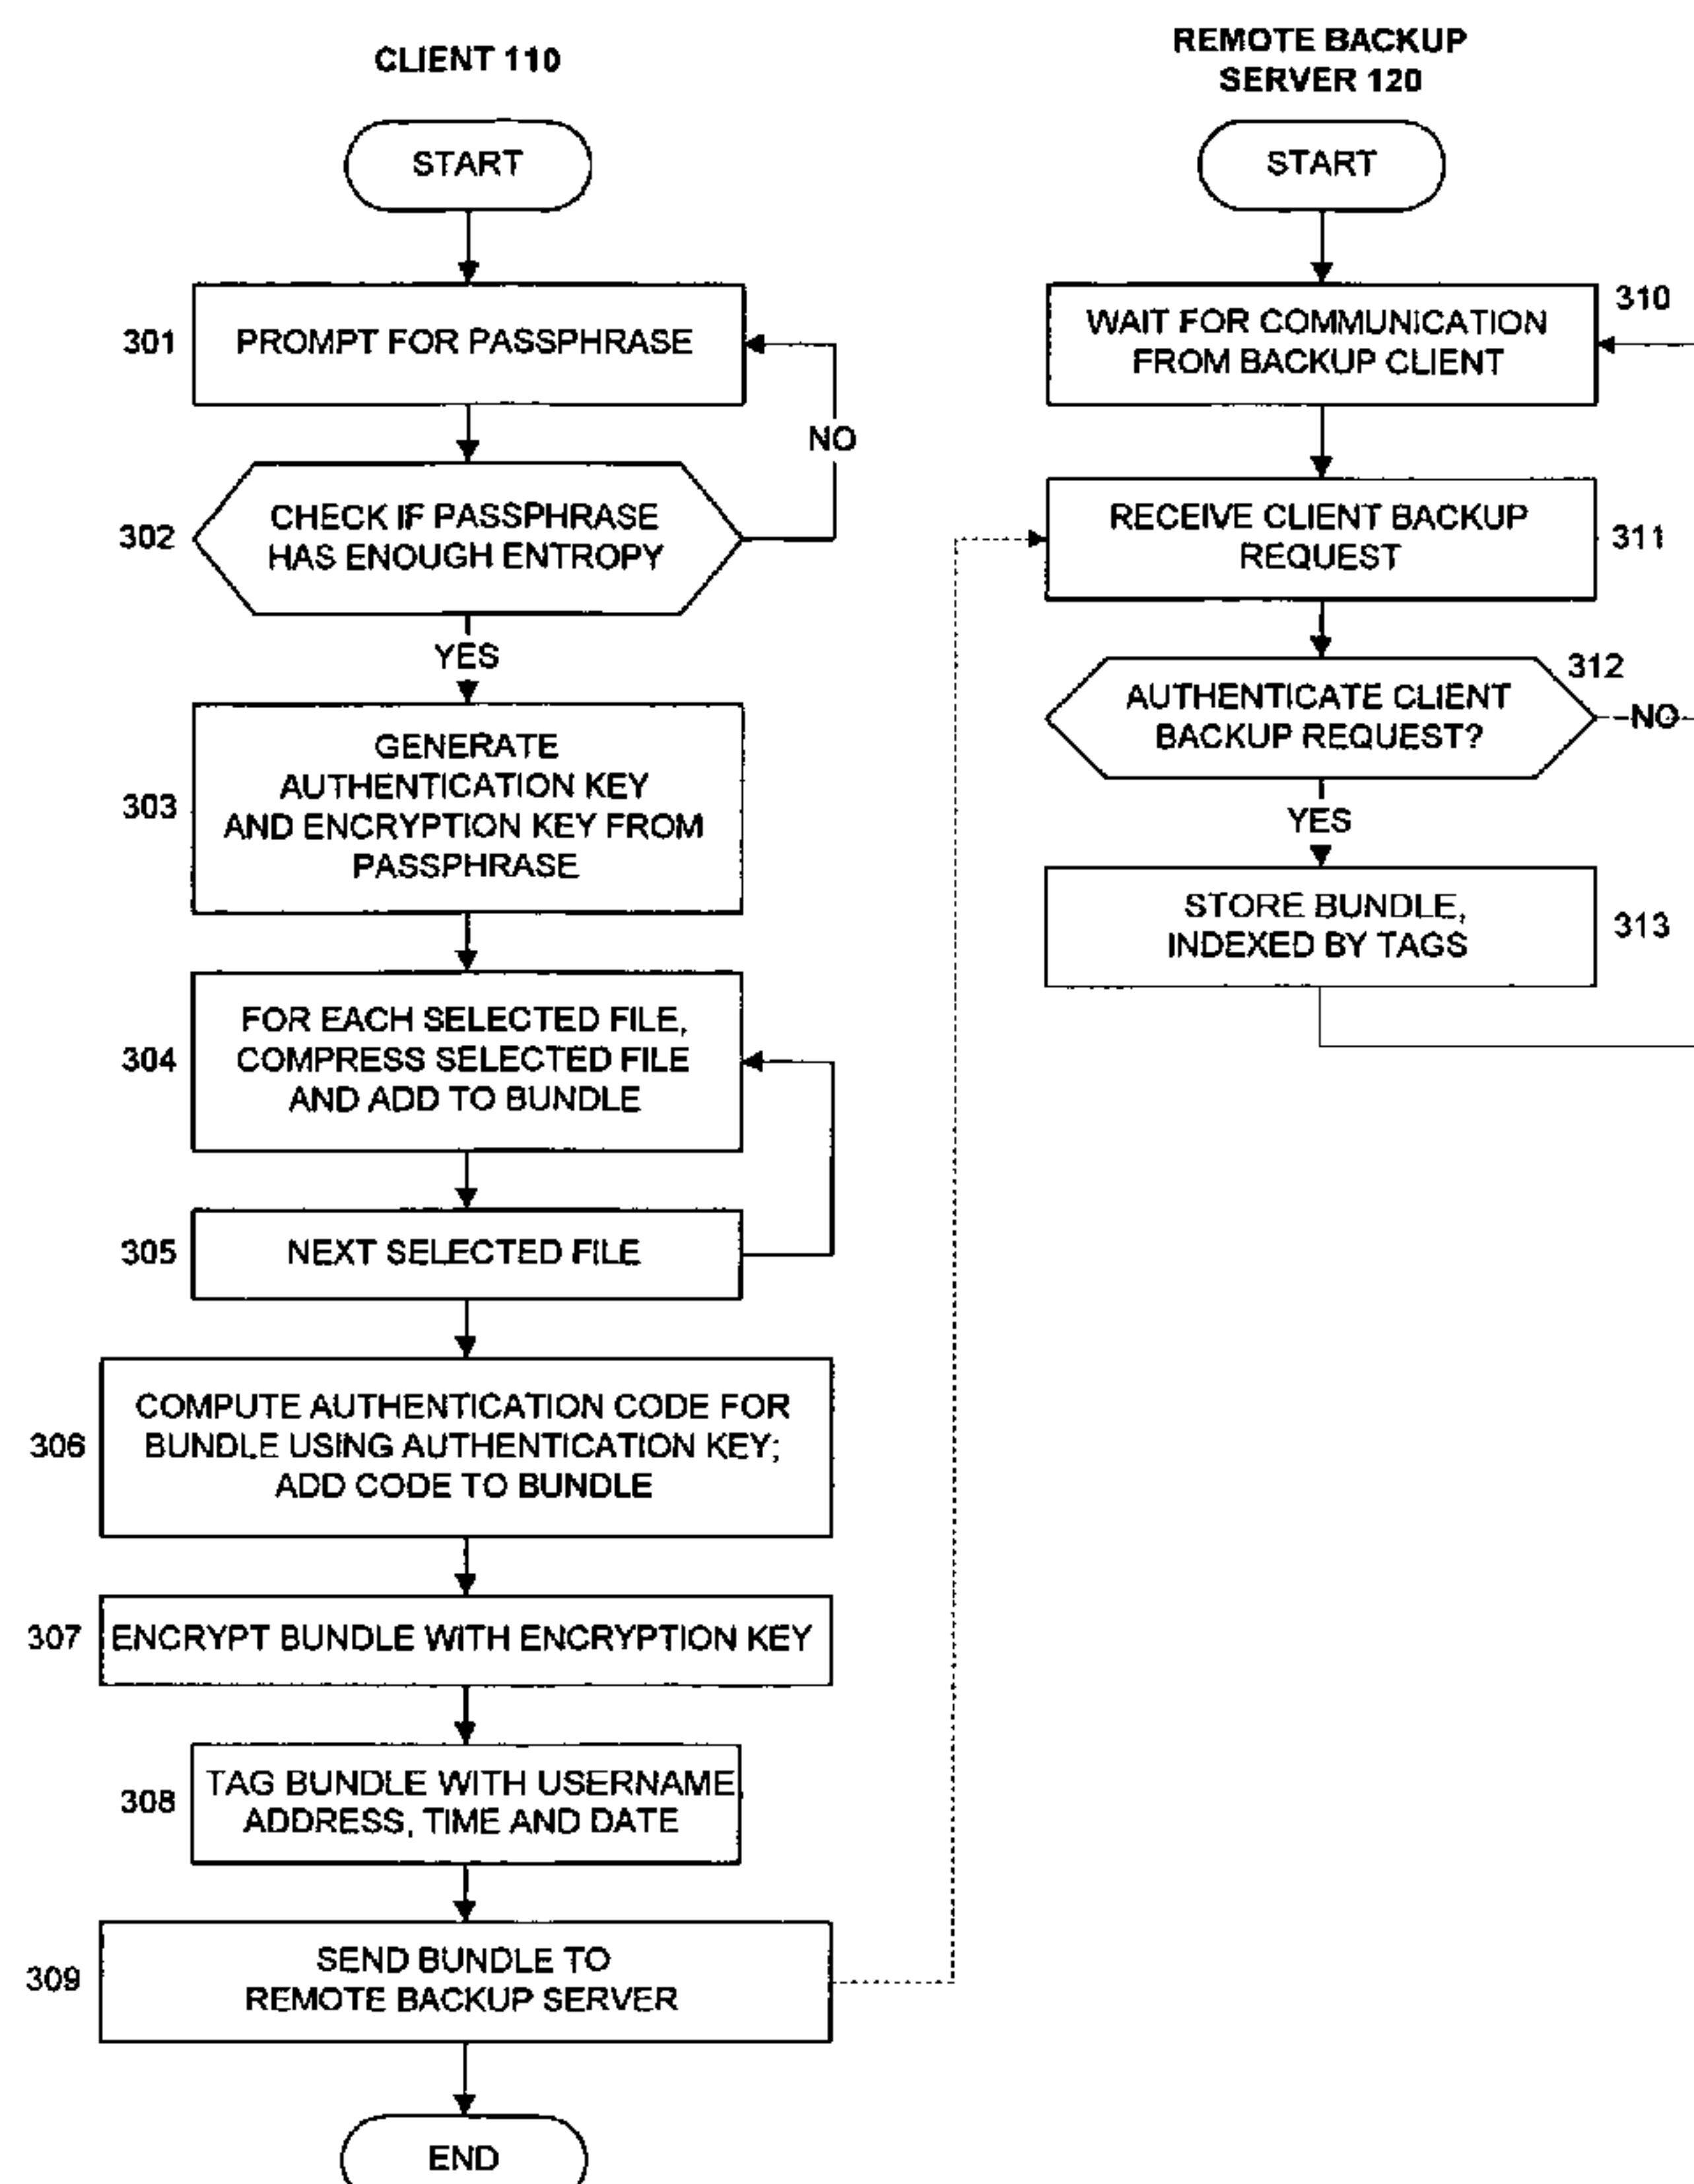 CLIENT 110
START
301
PROMPT FOR PASSPHRASE
NO
302
CHECK IF PASSPHRASE
HAS ENOUGH ENTROPY
YES
303
GENERATE
AUTHENTICATION KEY
AND ENCRYPTION KEY FROM
PASSPHRASE
304
FOR EACH SELECTED FILE,
COMPRESS SELECTED FILE
AND ADD TO BUNDLE
305
NEXT SELECTED FILE
306
COMPUTE AUTHENTICATION CODE FOR
BUNDLE USING AUTHENTICATION KEY;
ADD CODE TO BUNDLE
307
ENCRYPT BUNDLE WITH ENCRYPTION KEY
308
TAG BUNDLE WITH USERNAME
ADDRESS, TIME AND DATE
309
SEND BUNDLE TO
REMOTE BACKUP SERVER
END
REMOTE BACKUP
SERVER 120
START
310
WAIT FOR COMMUNICATION
FROM BACKUP CLIENT
RECEIVE CLIENT BACKUP
REQUEST
311
312
AUTHENTICATE CLIENT
BACKUP REQUEST?
NO
YES
STORE BUNDLE,
INDEXED BY TAGS
313